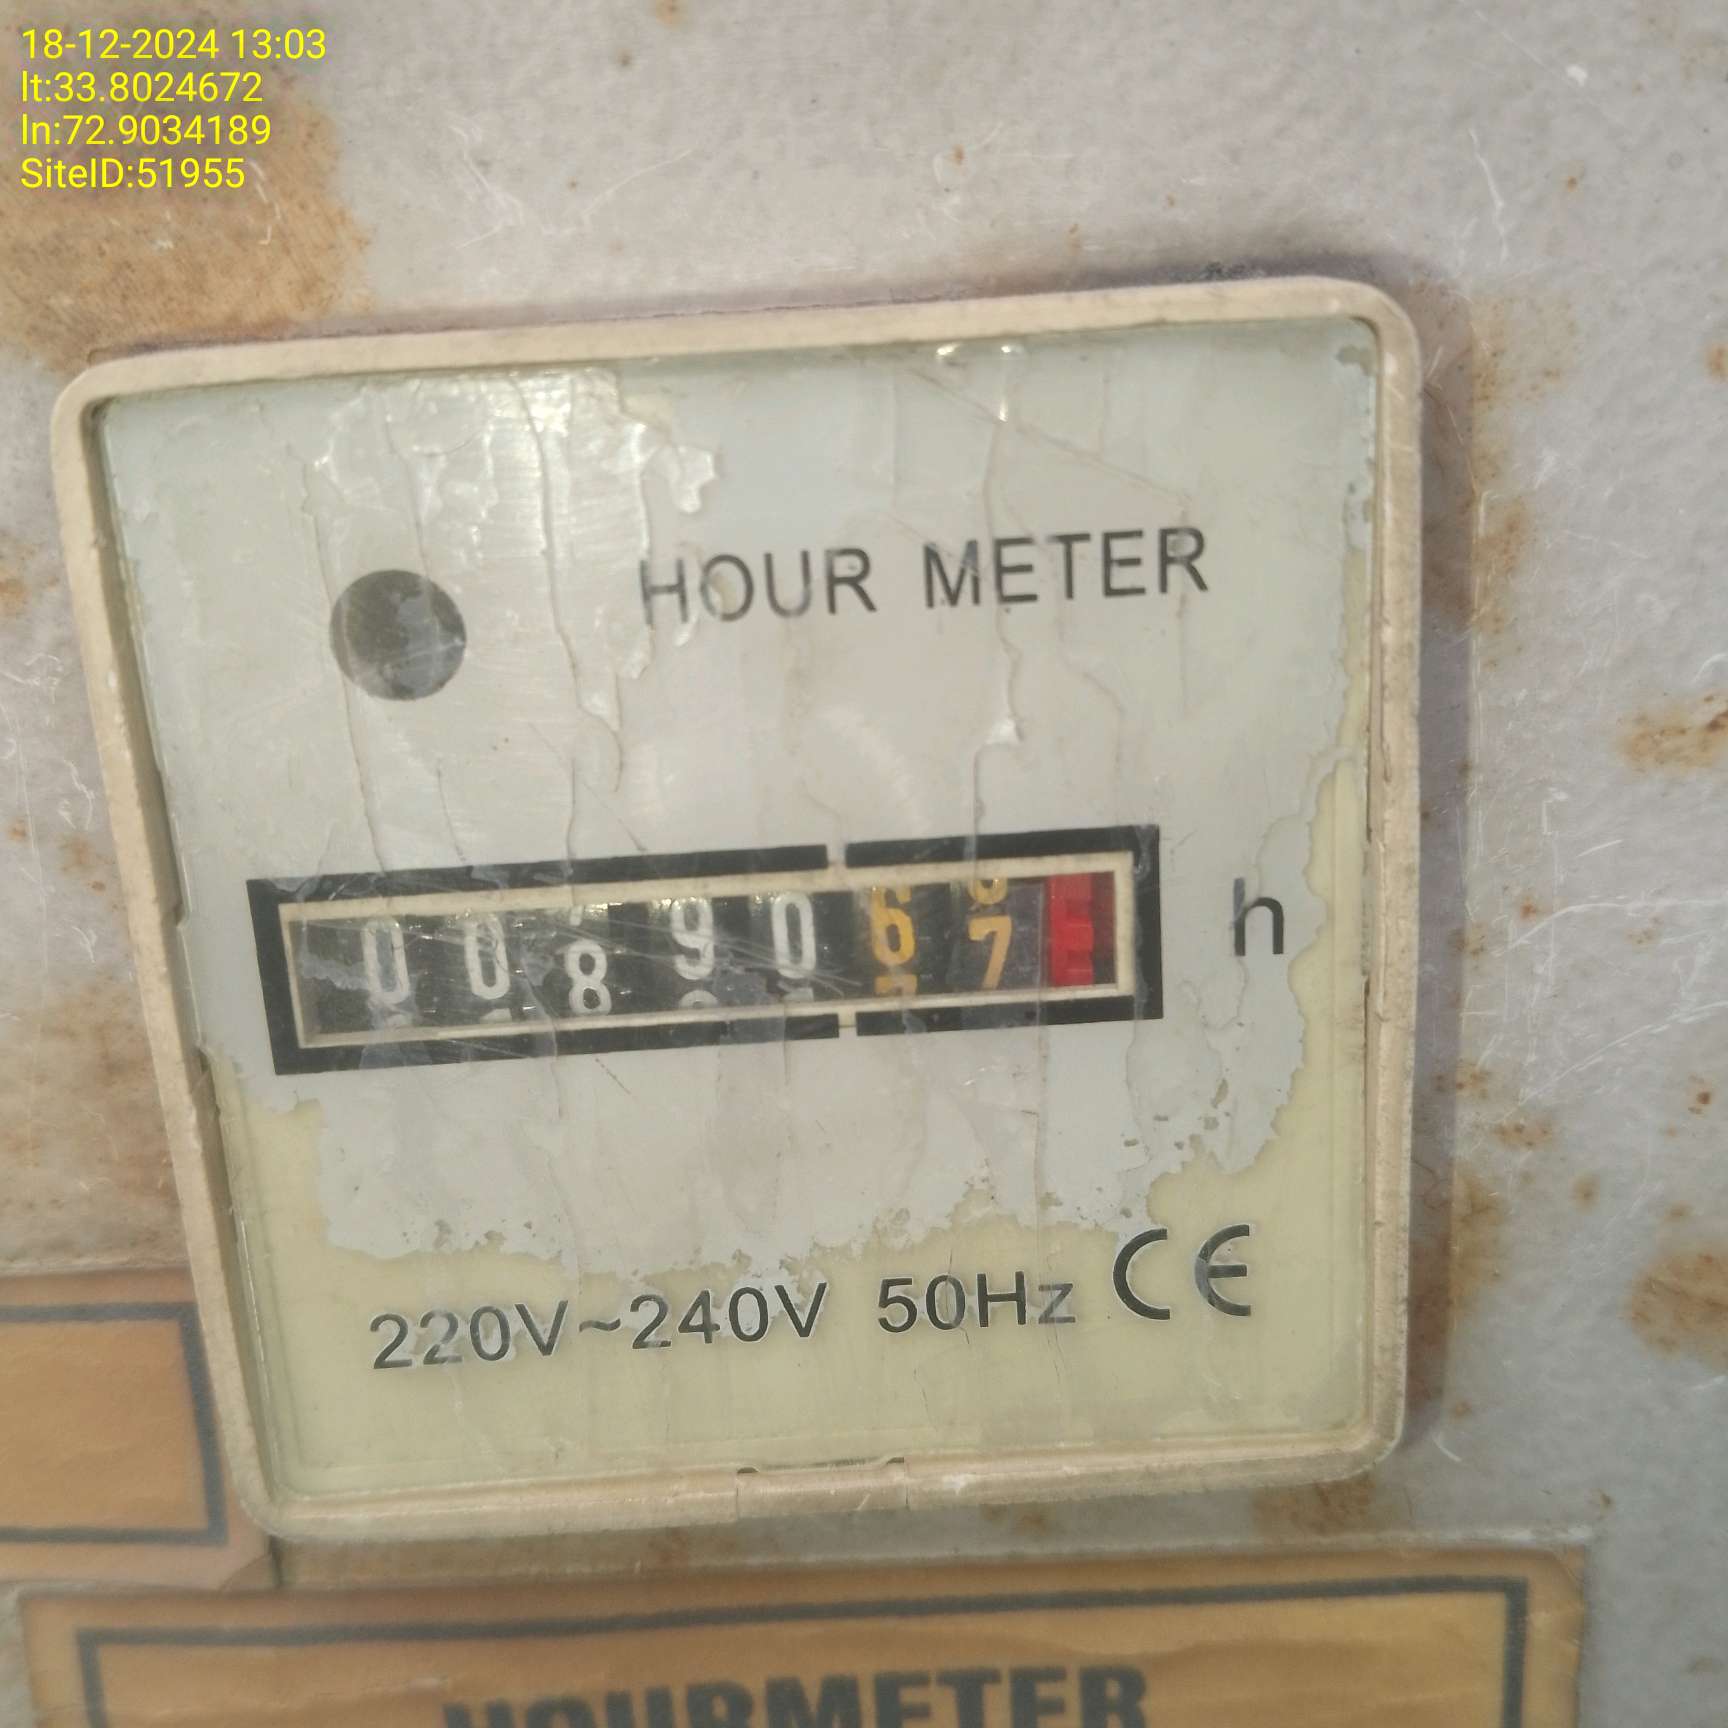 18-12-2024 13:03
lt:33.8024672
ln:72.9034189
SiteID:51955
HOUR METER
0089067 h
220V~240V 50Hz CE
HOURMETER